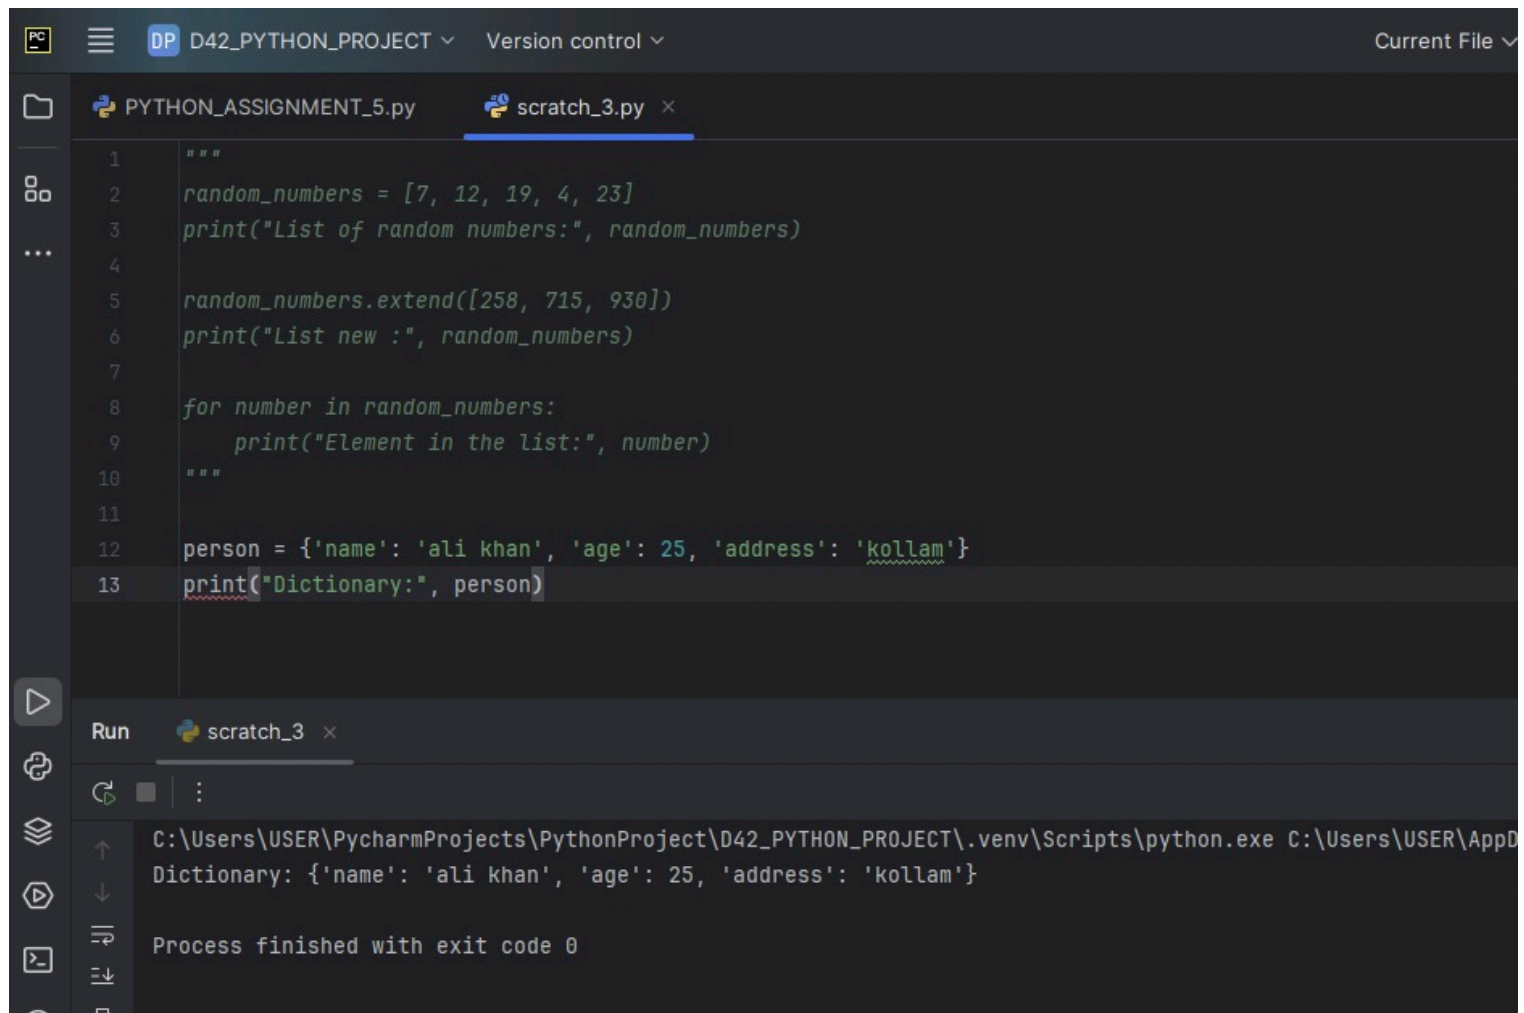 PC
DP D42_PYTHON_PROJECT Version control Current File
PYTHON_ASSIGNMENT_5.py scratch_3.py
1 """
2 random_numbers = [7, 12, 19, 4, 23]
3 print("List of random numbers:", random_numbers)
4
5 random_numbers.extend([258, 715, 930])
6 print("List new :", random_numbers)
7
8 for number in random_numbers:
9     print("Element in the list:", number)
10 """
11
12 person = {'name': 'ali khan', 'age': 25, 'address': 'kollam'}
13 print("Dictionary:", person)
Run scratch_3
C:\Users\USER\PycharmProjects\PythonProject\D42_PYTHON_PROJECT\.venv\Scripts\python.exe C:\Users\USER\AppD
Dictionary: {'name': 'ali khan', 'age': 25, 'address': 'kollam'}
Process finished with exit code 0